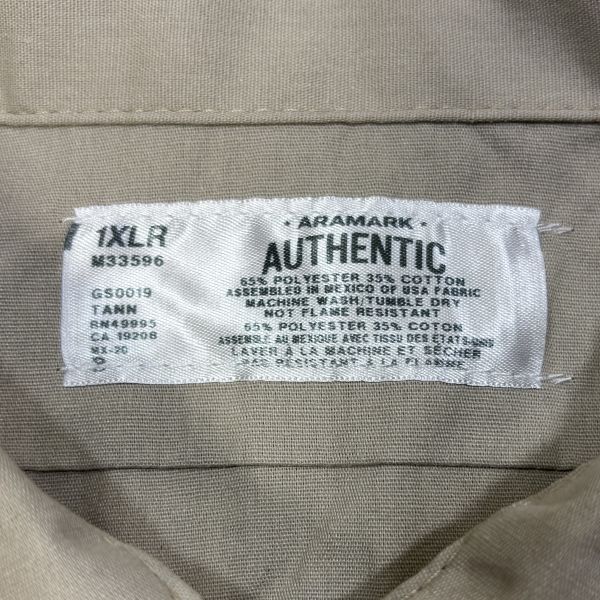 1XLR
M33596
GS0019
TANN
RN49995
CA 19208
MX-20
· ARAMARK ·
AUTHENTIC
65% POLYESTER 35% COTTON
ASSEMBLED IN MEXICO OF USA FABRIC
MACHINE WASH/TUMBLE DRY
NOT FLAME RESISTANT
65% POLYESTER 35% COTON
ASSEMBLE AU MEXIQUE AVEC TISSU DES ETATS-UNIS
LAVER À LA MACHINE ET SÉCHER
PAS RÉSISTANT À LA FLAMME